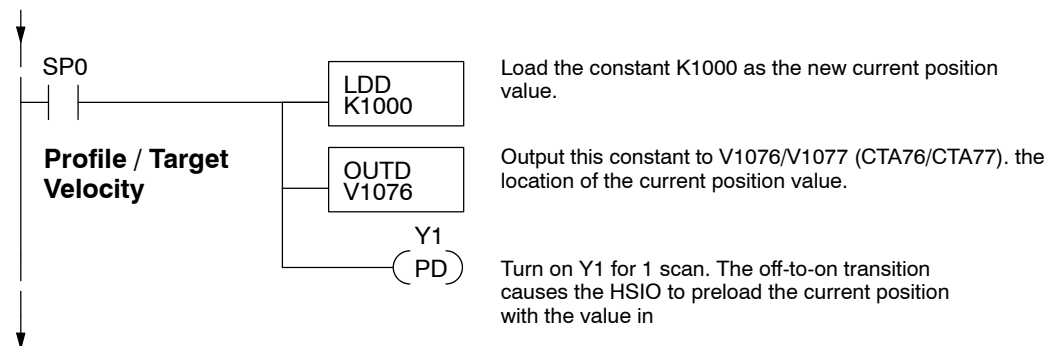 SP0
LDD
K1000
Load the constant K1000 as the new current position
value.
Profile / Target
Velocity
OUTD
V1076
Output this constant to V1076/V1077 (CTA76/CTA77). the
location of the current position value.
Y1
PD
Turn on Y1 for 1 scan. The off-to-on transition
causes the HSIO to preload the current position
with the value in